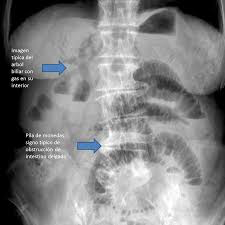 Imagen
típica del
arbol
biliar con
gas en su
interior
Pila de monedas
signo típico de
obstrucción de
intestino delgado